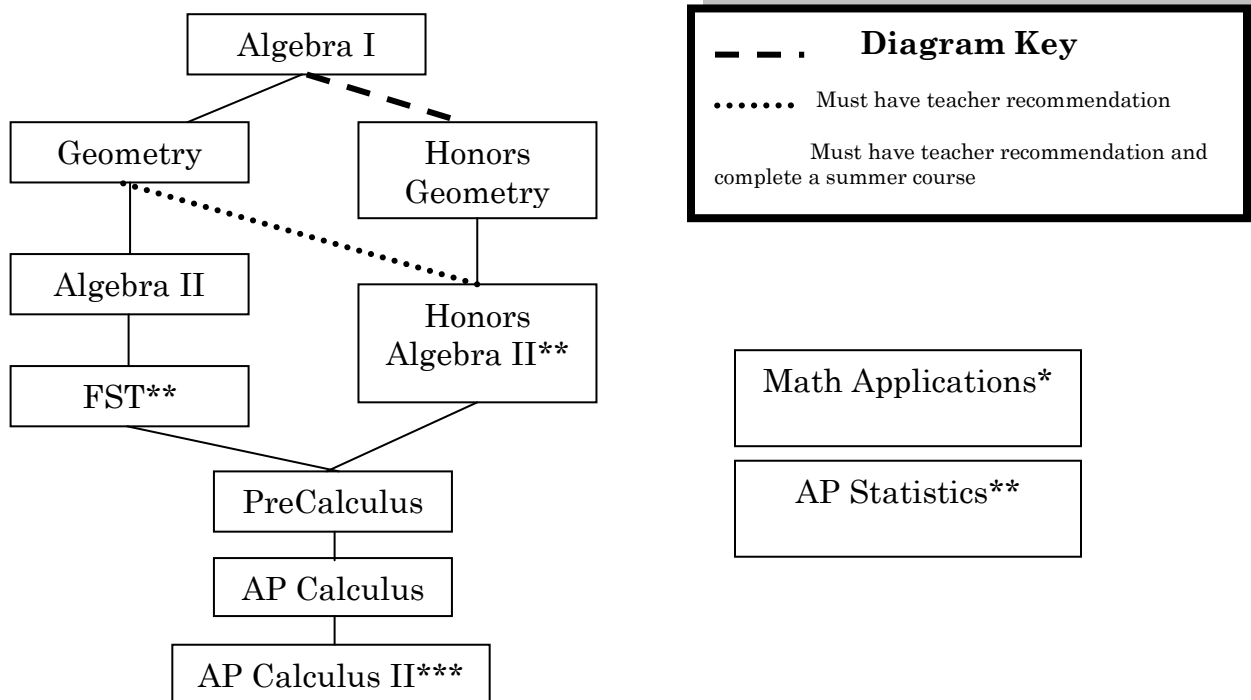 Algebra I
Diagram Key
Must have teacher recommendation
Must have teacher recommendation and
complete a summer course
Geometry
Honors
Geometry
Algebra II
Honors
Algebra II**
FST**
Math Applications*
PreCalculus
AP Statistics**
AP Calculus
AP Calculus II***